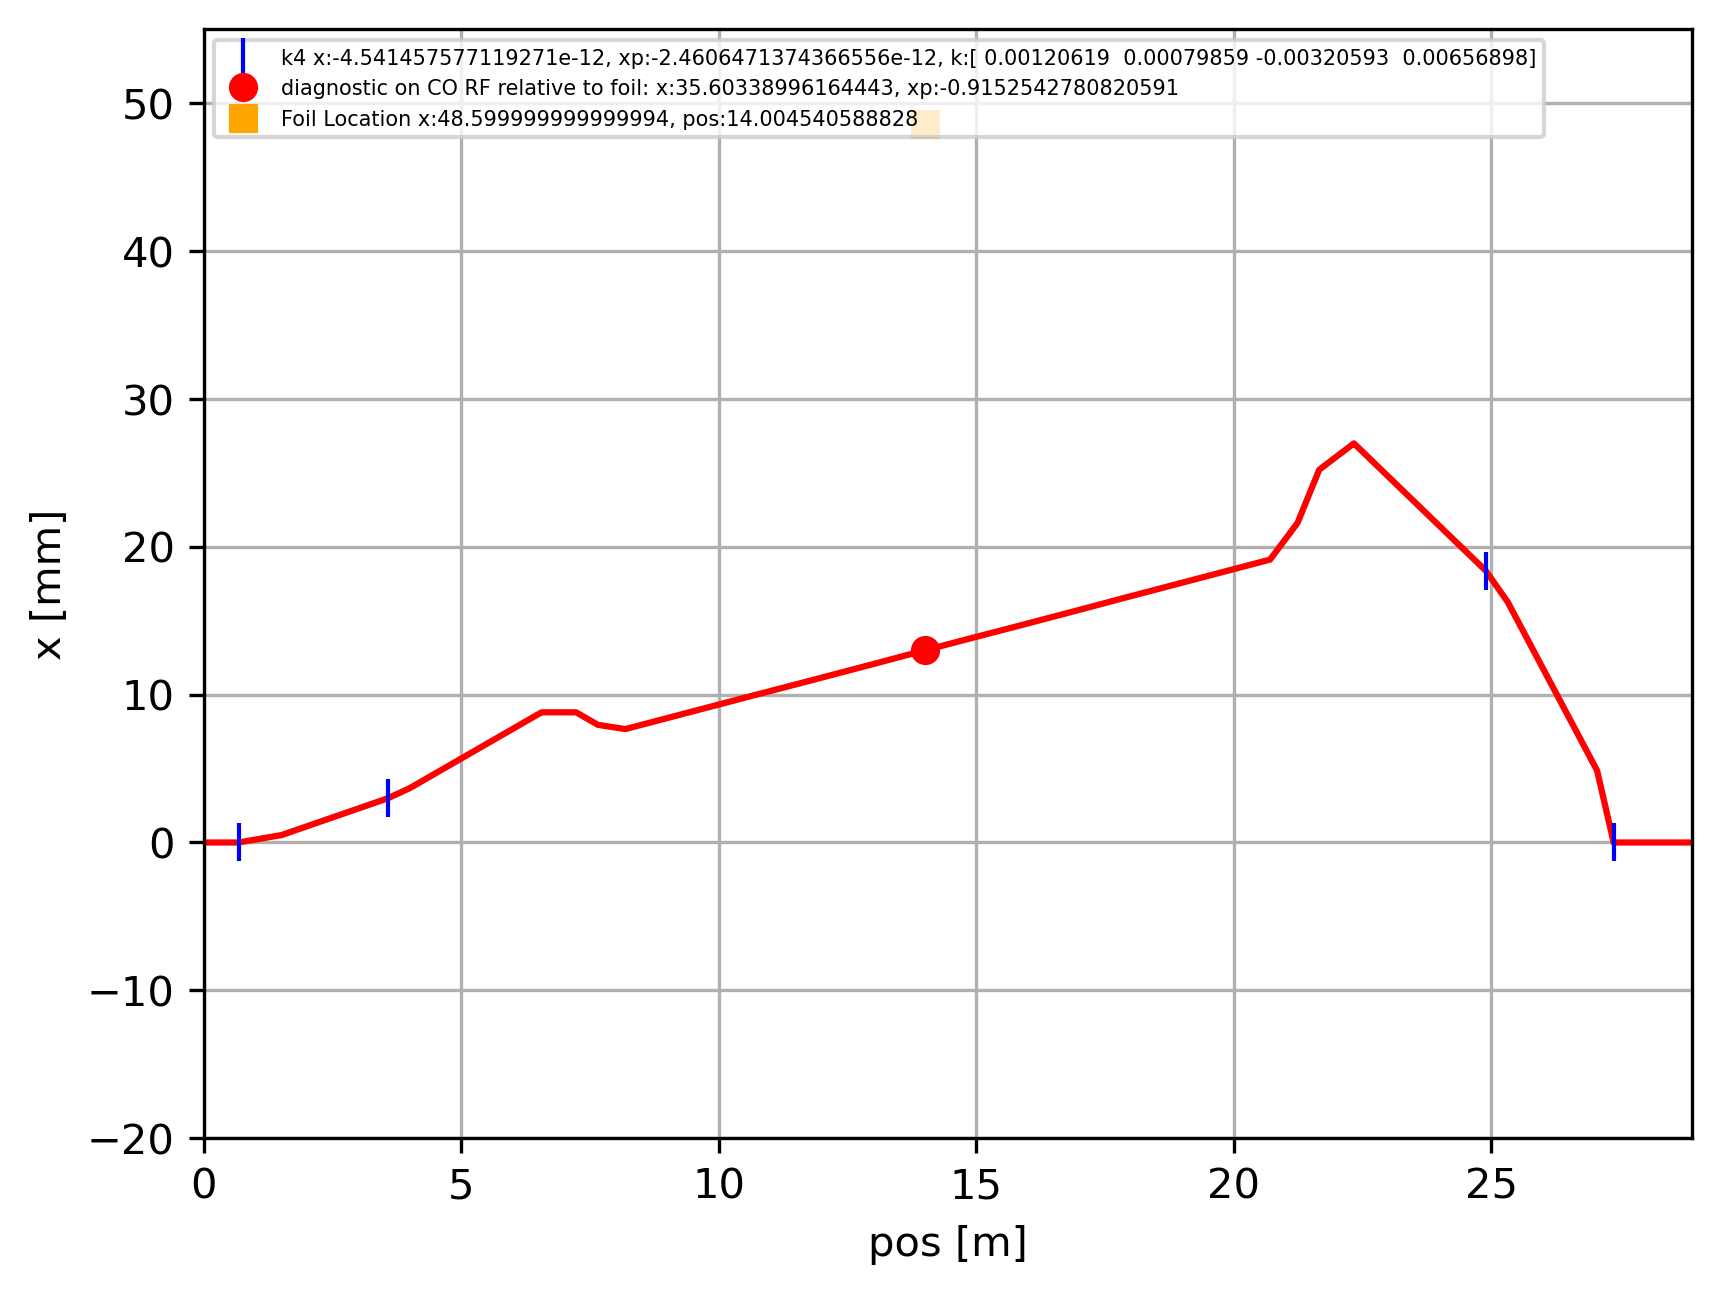 k4 x:-4.541457577119271e-12, xp:-2.4606471374366556e-12, k:[ 0.00120619  0.00079859 -0.00320593  0.00656898]
diagnostic on CO RF relative to foil: x:35.60338996164443, xp:-0.9152542780820591
Foil Location x:48.599999999999994, pos:14.004540588828
50
40
30
20
10
0
−10
−20
x [mm]
0 5 10 15 20 25
pos [m]